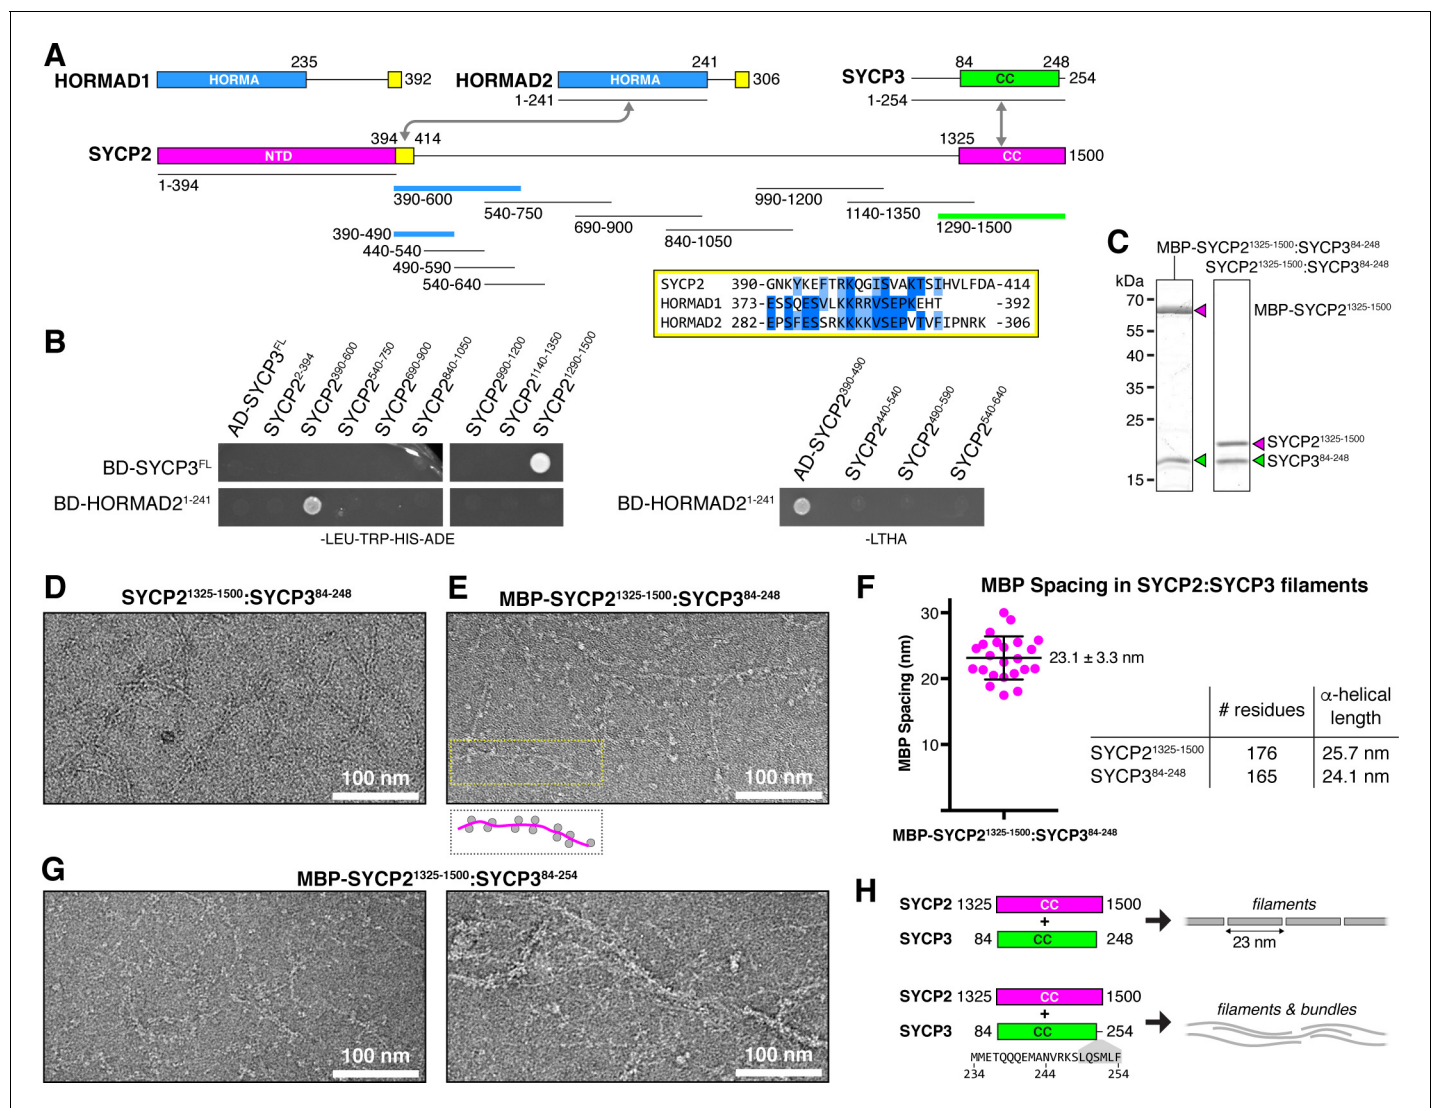 A
HORMAD1
HORMA
235
392
HORMAD2
HORMA
241
306
1-241
SYCP3
84
248
CC
254
1-254
SYCP2
NTD
394
414
1325
CC
1500
1-394
390-600
540-750
690-900
840-1050
990-1200
1140-1350
1290-1500
390-490
440-540
490-590
540-640
SYCP2 390-GNKYKEFTRKQGISVAKTSIHVLFDA-414
HORMAD1 373-ESSQESVLKKRRVSEPKEHT -392
HORMAD2 282-EPSFESSRKKKKVSEPVTVFIPNRK -306
B
AD-SYCP3FL
SYCP22-394
SYCP2390-600
SYCP2540-750
SYCP2690-900
SYCP2840-1050
SYCP2990-1200
SYCP21140-1350
SYCP21290-1500
BD-SYCP3FL
BD-HORMAD21-241
-LEU-TRP-HIS-ADE
AD-SYCP2390-490
SYCP2440-540
SYCP2490-590
SYCP2540-640
BD-HORMAD21-241
-LTHA
C
MBP-SYCP21325-1500:SYCP384-248
SYCP21325-1500:SYCP384-248
kDa
70
55
40
35
25
15
MBP-SYCP21325-1500
SYCP21325-1500
SYCP384-248
D
SYCP21325-1500:SYCP384-248
100 nm
E
MBP-SYCP21325-1500:SYCP384-248
100 nm
F
MBP Spacing in SYCP2:SYCP3 filaments
MBP Spacing (nm)
30
20
10
23.1 ± 3.3 nm
MBP-SYCP21325-1500:SYCP384-248
# residues
α-helical length
SYCP21325-1500 176 25.7 nm
SYCP384-248 165 24.1 nm
G
MBP-SYCP21325-1500:SYCP384-254
100 nm
100 nm
H
SYCP2 1325 CC 1500
+
SYCP3 84 CC 248
filaments
23 nm
SYCP2 1325 CC 1500
+
SYCP3 84 CC 254
MMETQQQEMANVRKSLQSMLF
234 244 254
filaments & bundles